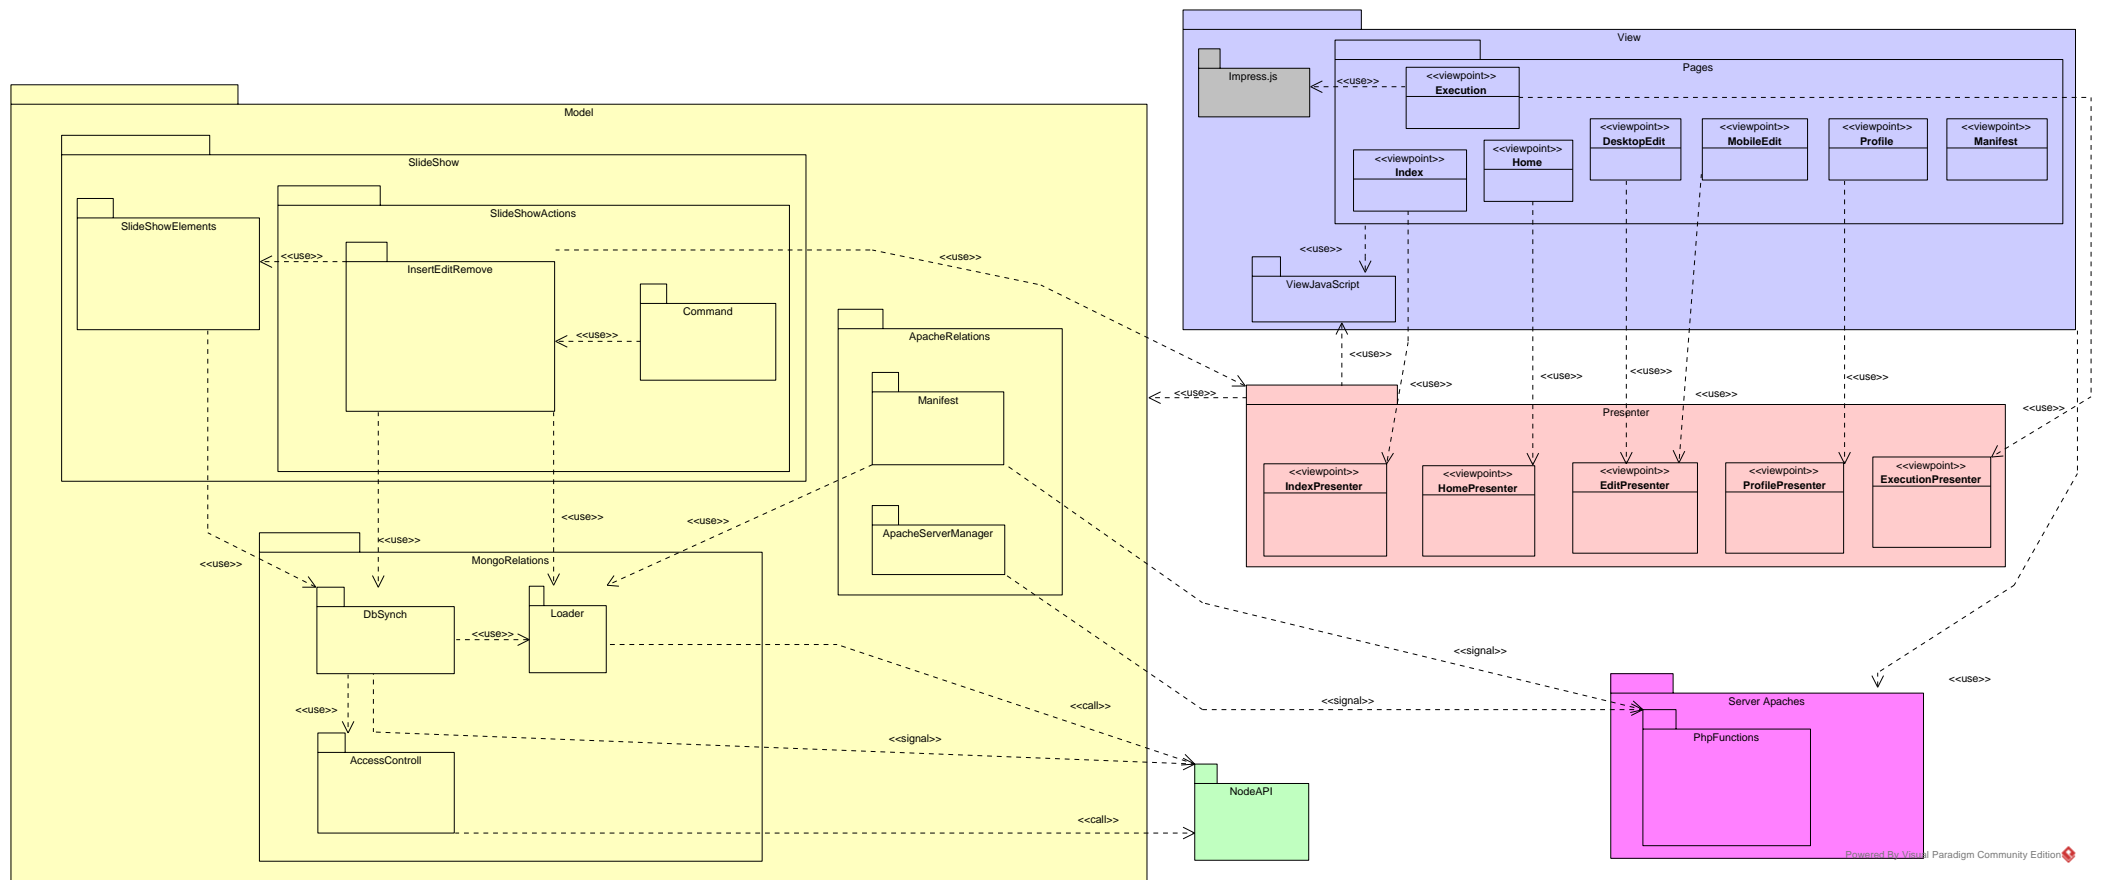 View
Impress.js
<<use>>
Pages
<<viewpoint>>
Execution
<<viewpoint>>
Index
<<viewpoint>>
Home
<<viewpoint>>
DesktopEdit
<<viewpoint>>
MobileEdit
<<viewpoint>>
Profile
<<viewpoint>>
Manifest
<<use>>
ViewJavaScript
Model
SlideShow
SlideShowElements
SlideShowActions
<<use>>
InsertEditRemove
<<use>>
Command
<<use>>
ApacheRelations
Manifest
ApacheServerManager
<<use>>
<<use>>
<<use>>
<<use>>
<<use>>
<<use>>
<<use>>
<<use>>
<<use>>
Presenter
<<viewpoint>>
IndexPresenter
<<viewpoint>>
HomePresenter
<<viewpoint>>
EditPresenter
<<viewpoint>>
ProfilePresenter
<<viewpoint>>
ExecutionPresenter
<<use>>
<<use>>
<<use>>
<<use>>
MongoRelations
DbSynch
<<use>>
Loader
<<use>>
AccessControll
<<signal>>
<<signal>>
<<call>>
<<signal>>
<<call>>
NodeAPI
<<use>>
Server Apaches
PhpFunctions
Powered By Visual Paradigm Community Edition